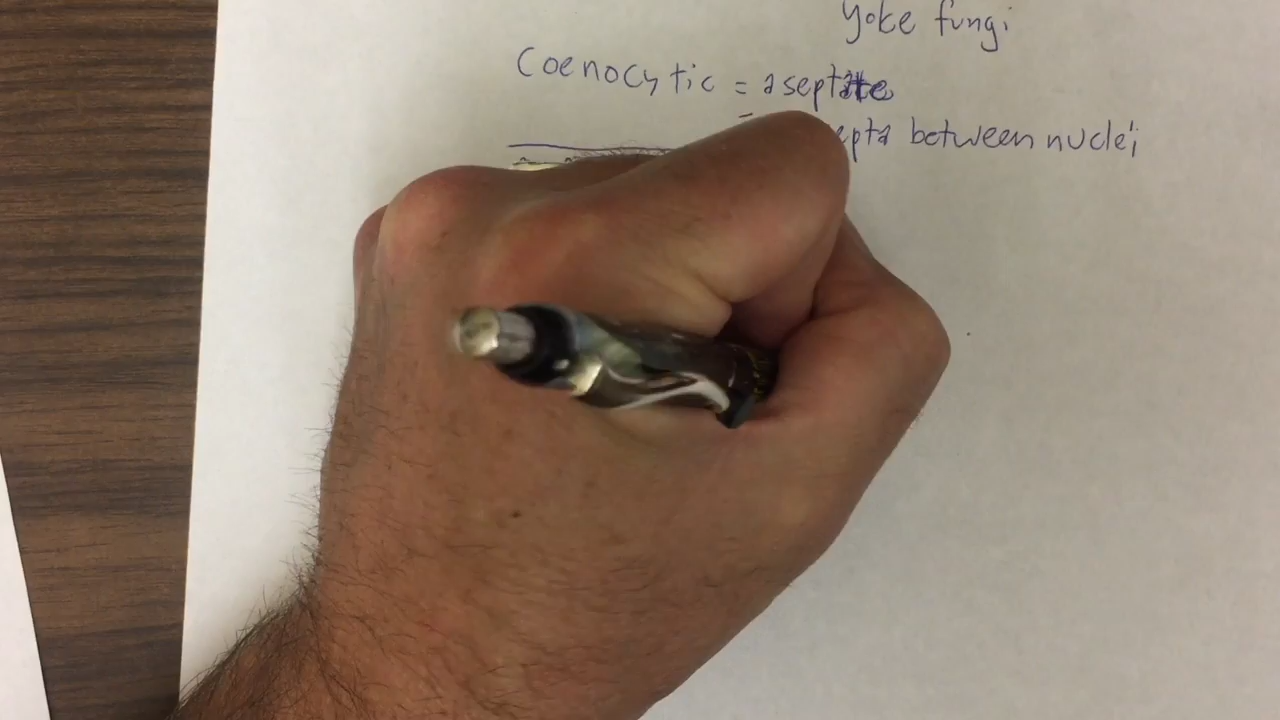 Yoke fungi
Coenocytic = aseptate
= septa between nuclei